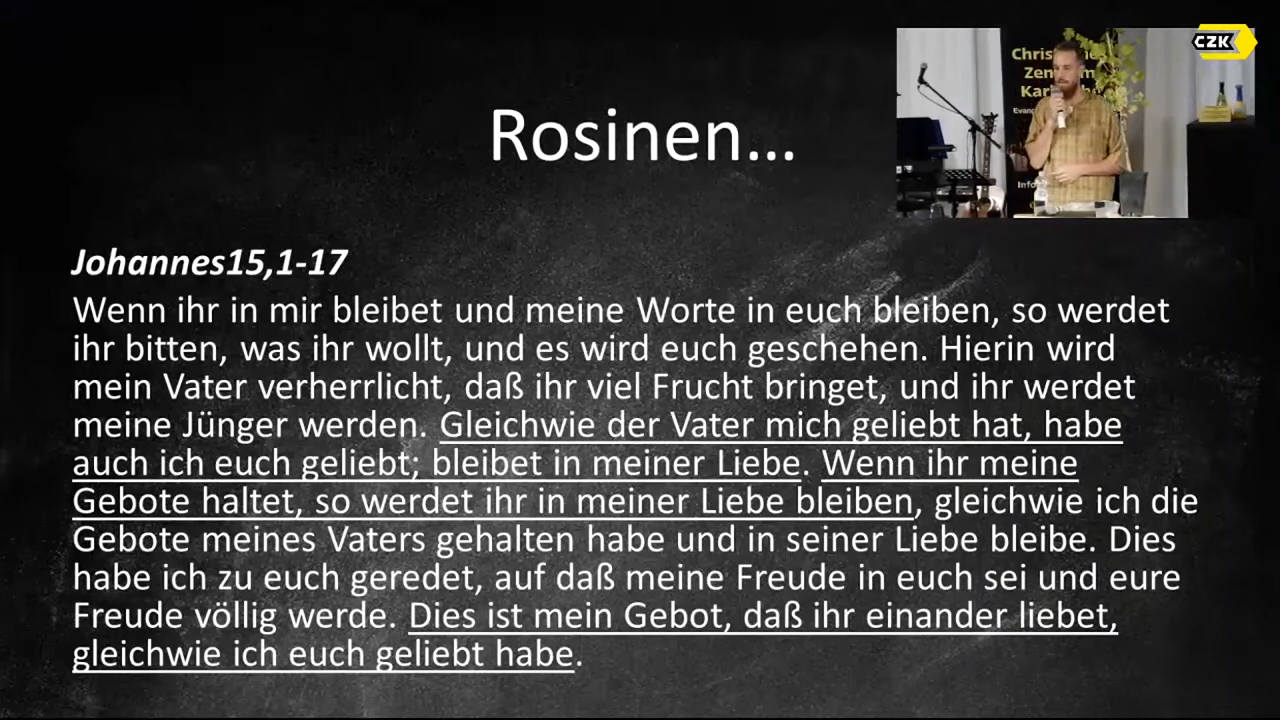 CZK
Rosinen...
Johannes15,1-17
Wenn ihr in mir bleibet und meine Worte in euch bleiben, so werdet
ihr bitten, was ihr wollt, und es wird euch geschehen. Hierin wird
mein Vater verherrlicht, daß ihr viel Frucht bringet, und ihr werdet
meine Jünger werden. Gleichwie der Vater mich geliebt hat, habe
auch ich euch geliebt; bleibet in meiner Liebe. Wenn ihr meine
Gebote haltet, so werdet ihr in meiner Liebe bleiben, gleichwie ich die
Gebote meines Vaters gehalten habe und in seiner Liebe bleibe. Dies
habe ich zu euch geredet, auf daß meine Freude in euch sei und eure
Freude völlig werde. Dies ist mein Gebot, daß ihr einander liebet,
gleichwie ich euch geliebt habe.